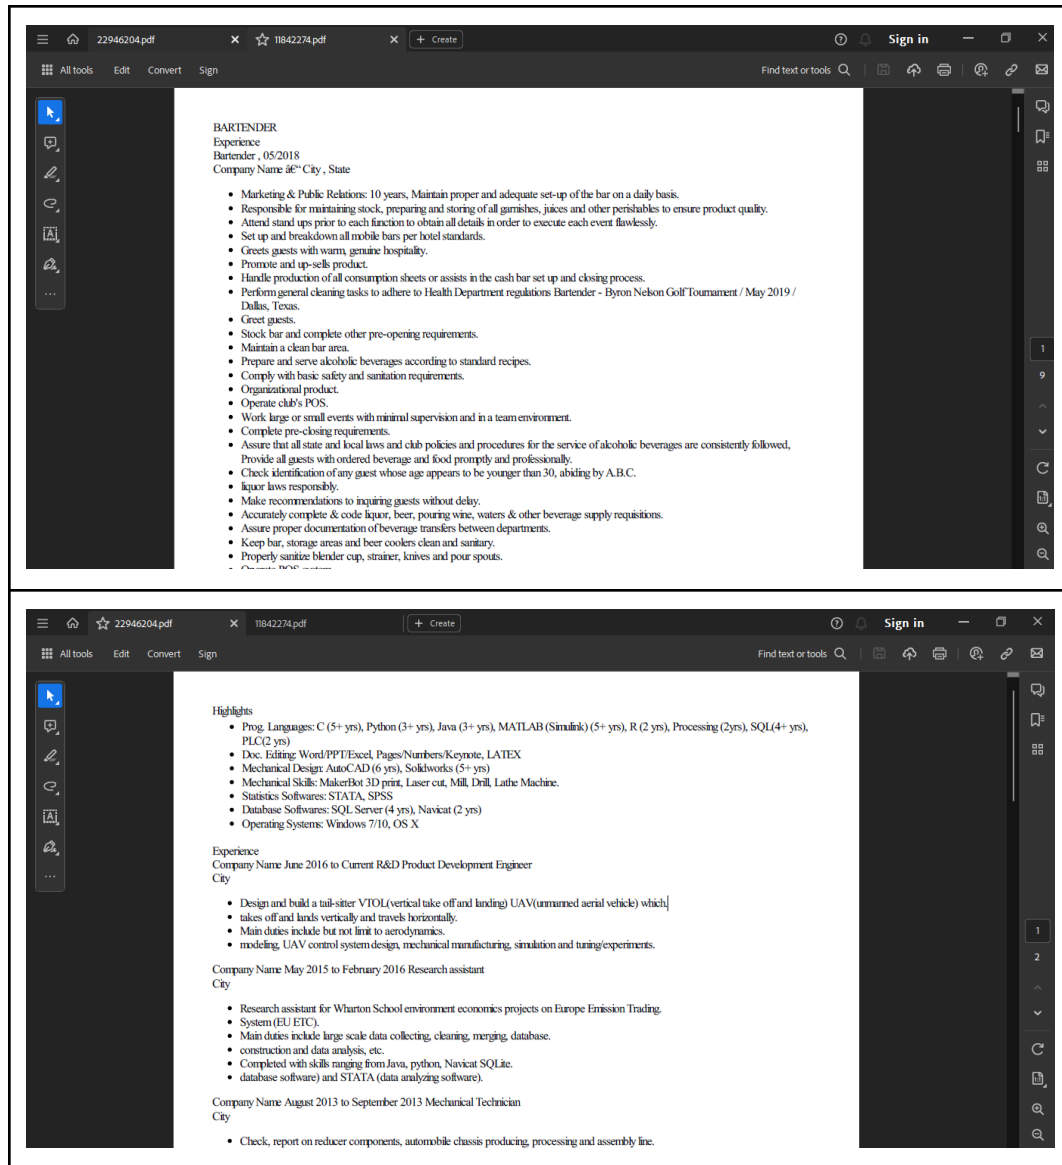 22946204.pdf
11842274.pdf
+ Create
Sign in
All tools
Edit
Convert
Sign
Find text or tools
BARTENDER
Experience
Bartender , 05/2018
Company Name â€“ City , State
• Marketing & Public Relations: 10 years, Maintain proper and adequate set-up of the bar on a daily basis.
• Responsible for maintaining stock, preparing and storing of all garnishes, juices and other perishables to ensure product quality.
• Attend stand ups prior to each function to obtain all details in order to execute each event flawlessly.
• Set up and breakdown all mobile bars per hotel standards.
• Greets guests with warm, genuine hospitality.
• Promote and up-sells product.
• Handle production of all consumption sheets or assists in the cash bar set up and closing process.
• Perform general cleaning tasks to adhere to Health Department regulations Bartender - Byron Nelson Golf Tournament / May 2019 /
Dallas, Texas.
• Greet guests.
• Stock bar and complete other pre-opening requirements.
• Maintain a clean bar area.
• Prepare and serve alcoholic beverages according to standard recipes.
• Comply with basic safety and sanitation requirements.
• Organizational product.
• Operate club's POS.
• Work large or small events with minimal supervision and in a team environment.
• Complete pre-closing requirements.
• Assure that all state and local laws and club policies and procedures for the service of alcoholic beverages are consistently followed,
Provide all guests with ordered beverage and food promptly and professionally.
• Check identification of any guest whose age appears to be younger than 30, abiding by A.B.C.
• liquor laws responsibly.
• Make recommendations to inquiring guests without delay.
• Accurately complete & code liquor, beer, pouring wine, waters & other beverage supply requisitions.
• Assure proper documentation of beverage transfers between departments.
• Keep bar, storage areas and beer coolers clean and sanitary.
• Properly sanitize blender cup, strainer, knives and pour spouts.
• Operate POS system
1
9
22946204.pdf
11842274.pdf
+ Create
Sign in
All tools
Edit
Convert
Sign
Find text or tools
Highlights
• Prog. Languages: C (5+ yrs), Python (3+ yrs), Java (3+ yrs), MATLAB (Simulink) (5+ yrs), R (2 yrs), Processing (2yrs), SQL(4+ yrs),
PLC(2 yrs)
• Doc. Editing: Word/PPT/Excel, Pages/Numbers/Keynote, LATEX
• Mechanical Design: AutoCAD (6 yrs), Solidworks (5+ yrs)
• Mechanical Skills: MakerBot 3D print, Laser cut, Mill, Drill, Lathe Machine.
• Statistics Softwares: STATA, SPSS
• Database Softwares: SQL Server (4 yrs), Navicat (2 yrs)
• Operating Systems: Windows 7/10, OS X
Experience
Company Name June 2016 to Current R&D Product Development Engineer
City
• Design and build a tail-sitter VTOL(vertical take off and landing) UAV(unmanned aerial vehicle) which.
• takes off and lands vertically and travels horizontally.
• Main duties include but not limit to aerodynamics.
• modeling, UAV control system design, mechanical manufacturing, simulation and tuning/experiments.
Company Name May 2015 to February 2016 Research assistant
City
• Research assistant for Wharton School environment economics projects on Europe Emission Trading.
• System (EU ETC).
• Main duties include large scale data collecting, cleaning, merging, database.
• construction and data analysis, etc.
• Completed with skills ranging from Java, python, Navicat SQLite.
• database software) and STATA (data analyzing software).
Company Name August 2013 to September 2013 Mechanical Technician
City
• Check, report on reducer components, automobile chassis producing, processing and assembly line.
1
2